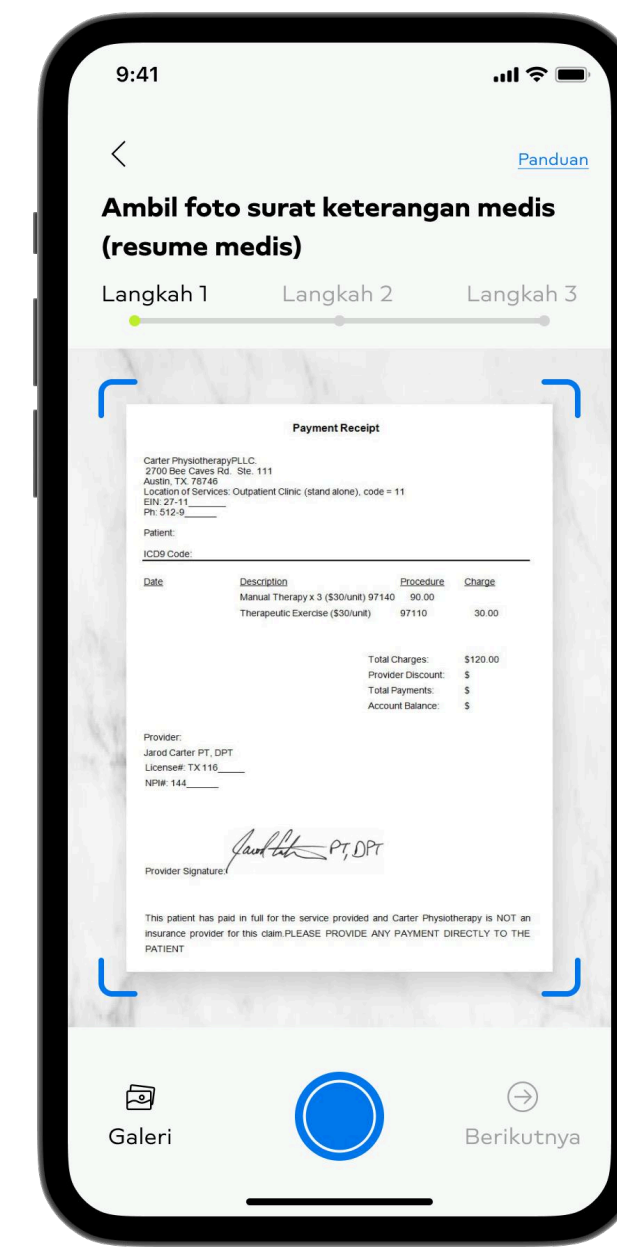 9:41
Panduan
Ambil foto surat keterangan medis
(resume medis)
Langkah 1 Langkah 2 Langkah 3
Payment Receipt
Carter PhysiotherapyPLLC.
2700 Bee Caves Rd. Ste. 111
Austin, TX. 78746
Location of Services: Outpatient Clinic (stand alone), code = 11
EIN: 27-11______
Ph: 512-9______
Patient:
ICD9 Code:
Date Description Procedure Charge
Manual Therapy x 3 ($30/unit) 97140 90.00
Therapeutic Exercise ($30/unit) 97110 30.00
Total Charges: $120.00
Provider Discount: $
Total Payments: $
Account Balance: $
Provider:
Jarod Carter PT, DPT
License#: TX 116_____
NPI#: 144______
PT, DPT
Provider Signature:
This patient has paid in full for the service provided and Carter Physiotherapy is NOT an
insurance provider for this claim.PLEASE PROVIDE ANY PAYMENT DIRECTLY TO THE
PATIENT
Galeri
Berikutnya